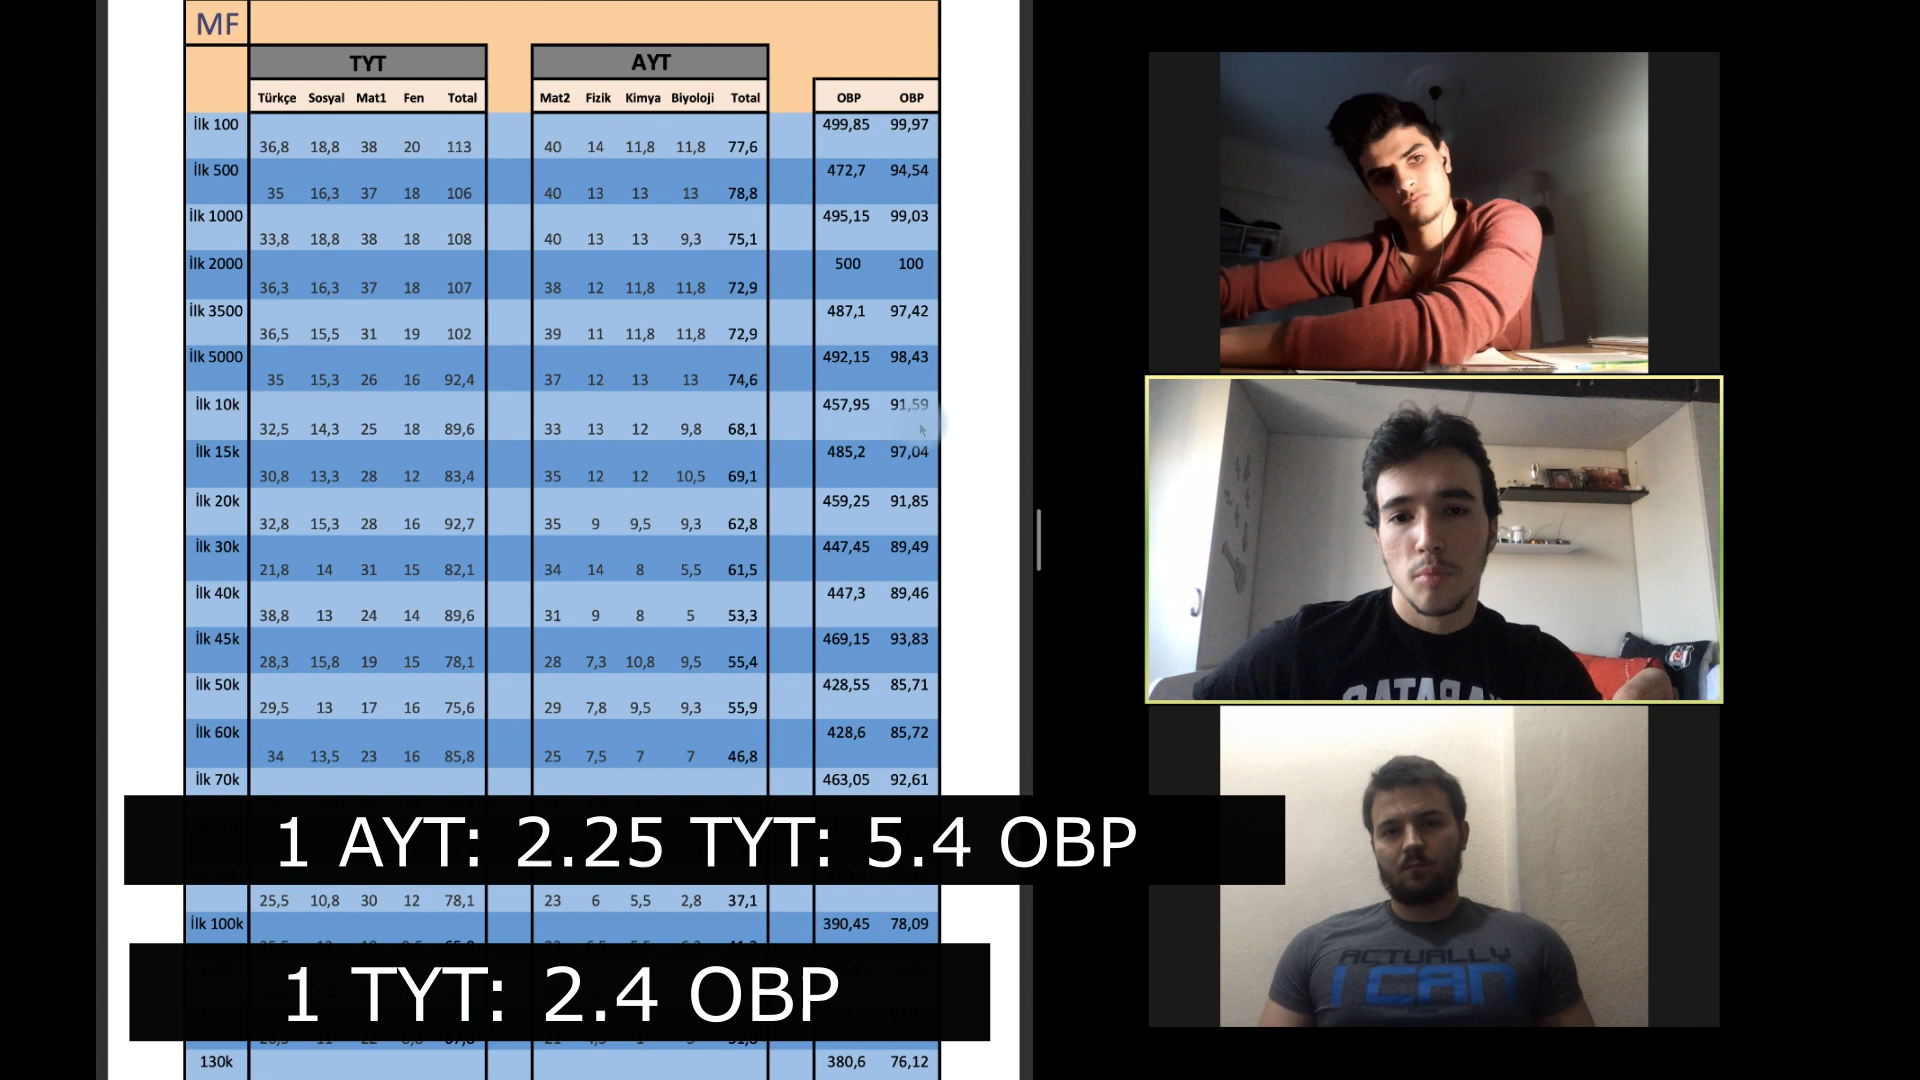 MF
TYT AYT
Türkçe Sosyal Mat1 Fen Total Mat2 Fizik Kimya Biyoloji Total OBP OBP
İlk 100 499,85 99,97
36,8 18,8 38 20 113 40 14 11,8 11,8 77,6
İlk 500 472,7 94,54
35 16,3 37 18 106 40 13 13 13 78,8
İlk 1000 495,15 99,03
33,8 18,8 38 18 108 40 13 13 9,3 75,1
İlk 2000 500 100
36,3 16,3 37 18 107 38 12 11,8 11,8 72,9
İlk 3500 487,1 97,42
36,5 15,5 31 19 102 39 11 11,8 11,8 72,9
İlk 5000 492,15 98,43
35 15,3 26 16 92,4 37 12 13 13 74,6
İlk 10k 457,95 91,59
32,5 14,3 25 18 89,6 33 13 12 9,8 68,1
İlk 15k 485,2 97,04
30,8 13,3 28 12 83,4 35 12 12 10,5 69,1
İlk 20k 459,25 91,85
32,8 15,3 28 16 92,7 35 9 9,5 9,3 62,8
İlk 30k 447,45 89,49
21,8 14 31 15 82,1 34 14 8 5,5 61,5
İlk 40k 447,3 89,46
38,8 13 24 14 89,6 31 9 8 5 53,3
İlk 45k 469,15 93,83
28,3 15,8 19 15 78,1 28 7,3 10,8 9,5 55,4
İlk 50k 428,55 85,71
29,5 13 17 16 75,6 29 7,8 9,5 9,3 55,9
İlk 60k 428,6 85,72
34 13,5 23 16 85,8 25 7,5 7 7 46,8
İlk 70k 463,05 92,61
1 AYT: 2.25 TYT: 5.4 OBP
25,5 10,8 30 12 78,1 23 6 5,5 2,8 37,1
İlk 100k 390,45 78,09
1 TYT: 2.4 OBP
130k 380,6 76,12
ACTUALLY
I CAN